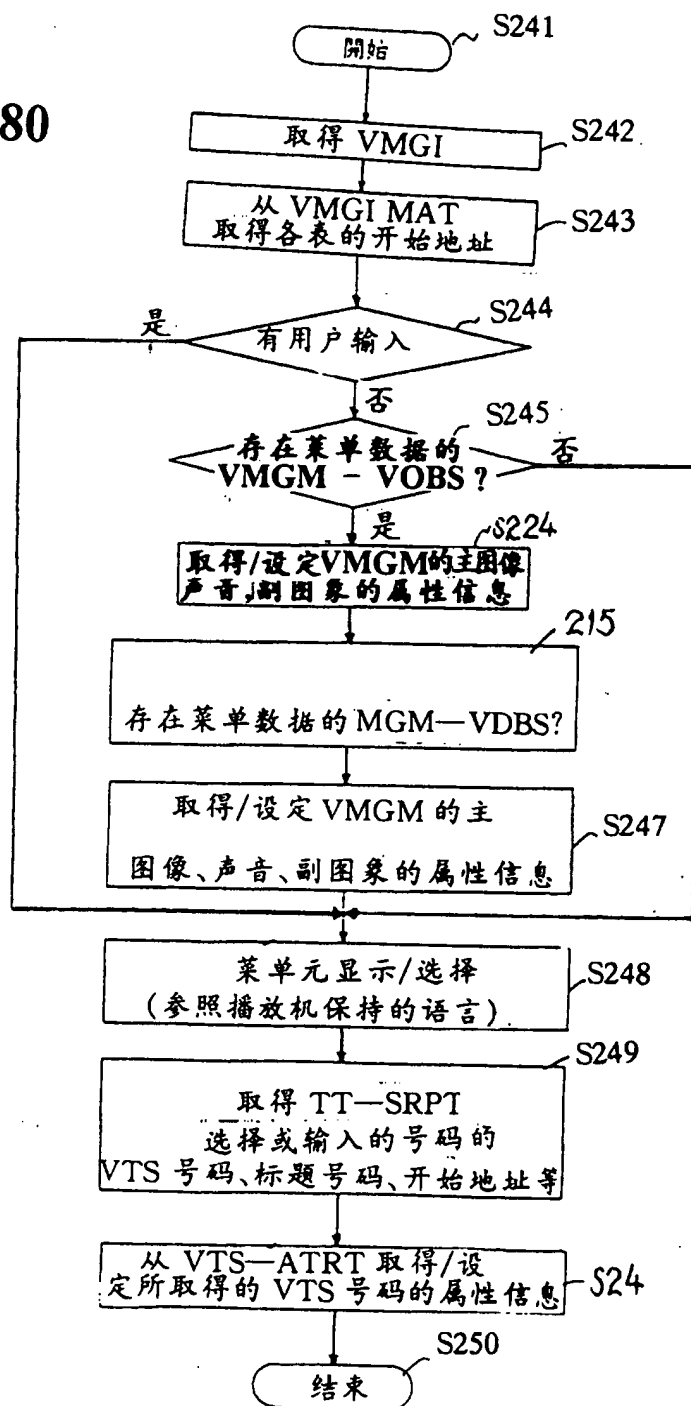 S241
開始
80
取得 VMGI
S242
从 VMGI MAT
取得各表的开始地址
S243
S244
是
有用户输入
否
S245
存在菜单数据的
VMGM - VOBS ?
否
是
S224
取得/设定VMGM的主图像
声音,副图象的属性信息
215
存在菜单数据的MGM—VDBS?
取得/设定 VMGM 的主
图像、声音、副图象的属性信息
S247
菜单元显示/选择
(参照播放机保持的语言)
S248
S249
取得 TT—SRPT
选择或输入的号码的
VTS 号码、标题号码、开始地址等
从 VTS—ATRT 取得/设
定所取得的 VTS 号码的属性信息
S24
S250
结束